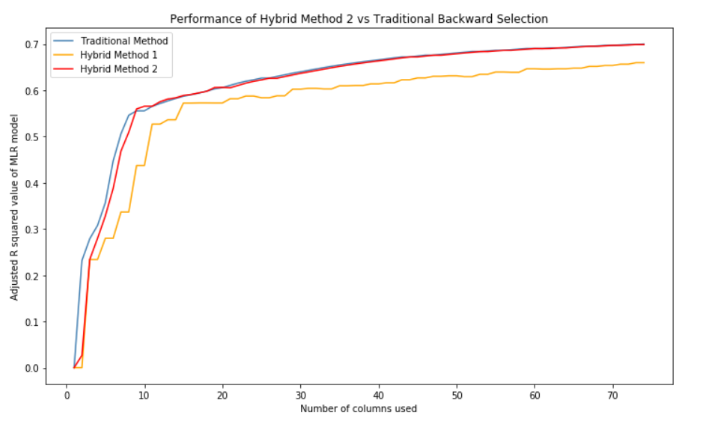 Performance of Hybrid Method 2 vs Traditional Backward Selection
Traditional Method
Hybrid Method 1
Hybrid Method 2
Adjusted R squared value of MLR model
0.7
0.6
0.5
0.4
0.3
0.2
0.1
0.0
0 10 20 30 40 50 60 70
Number of columns used